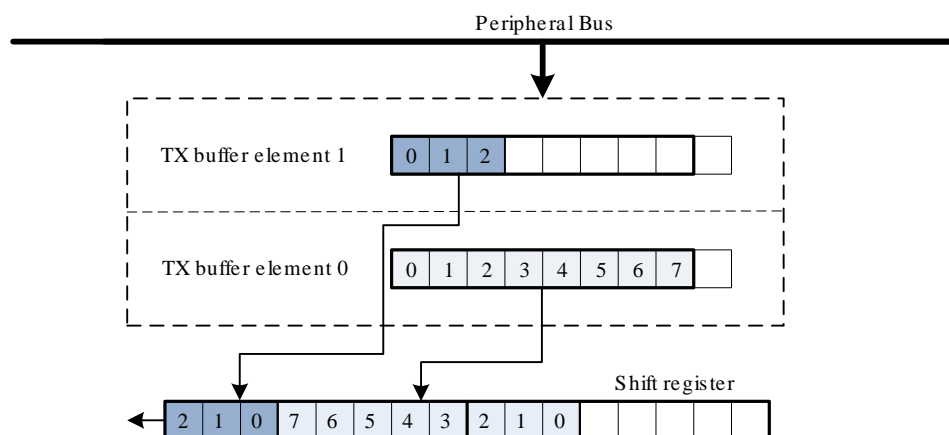 Peripheral Bus
TX buffer element 1
0 1 2
TX buffer element 0
0 1 2 3 4 5 6 7
Shift register
2 1 0 7 6 5 4 3 2 1 0